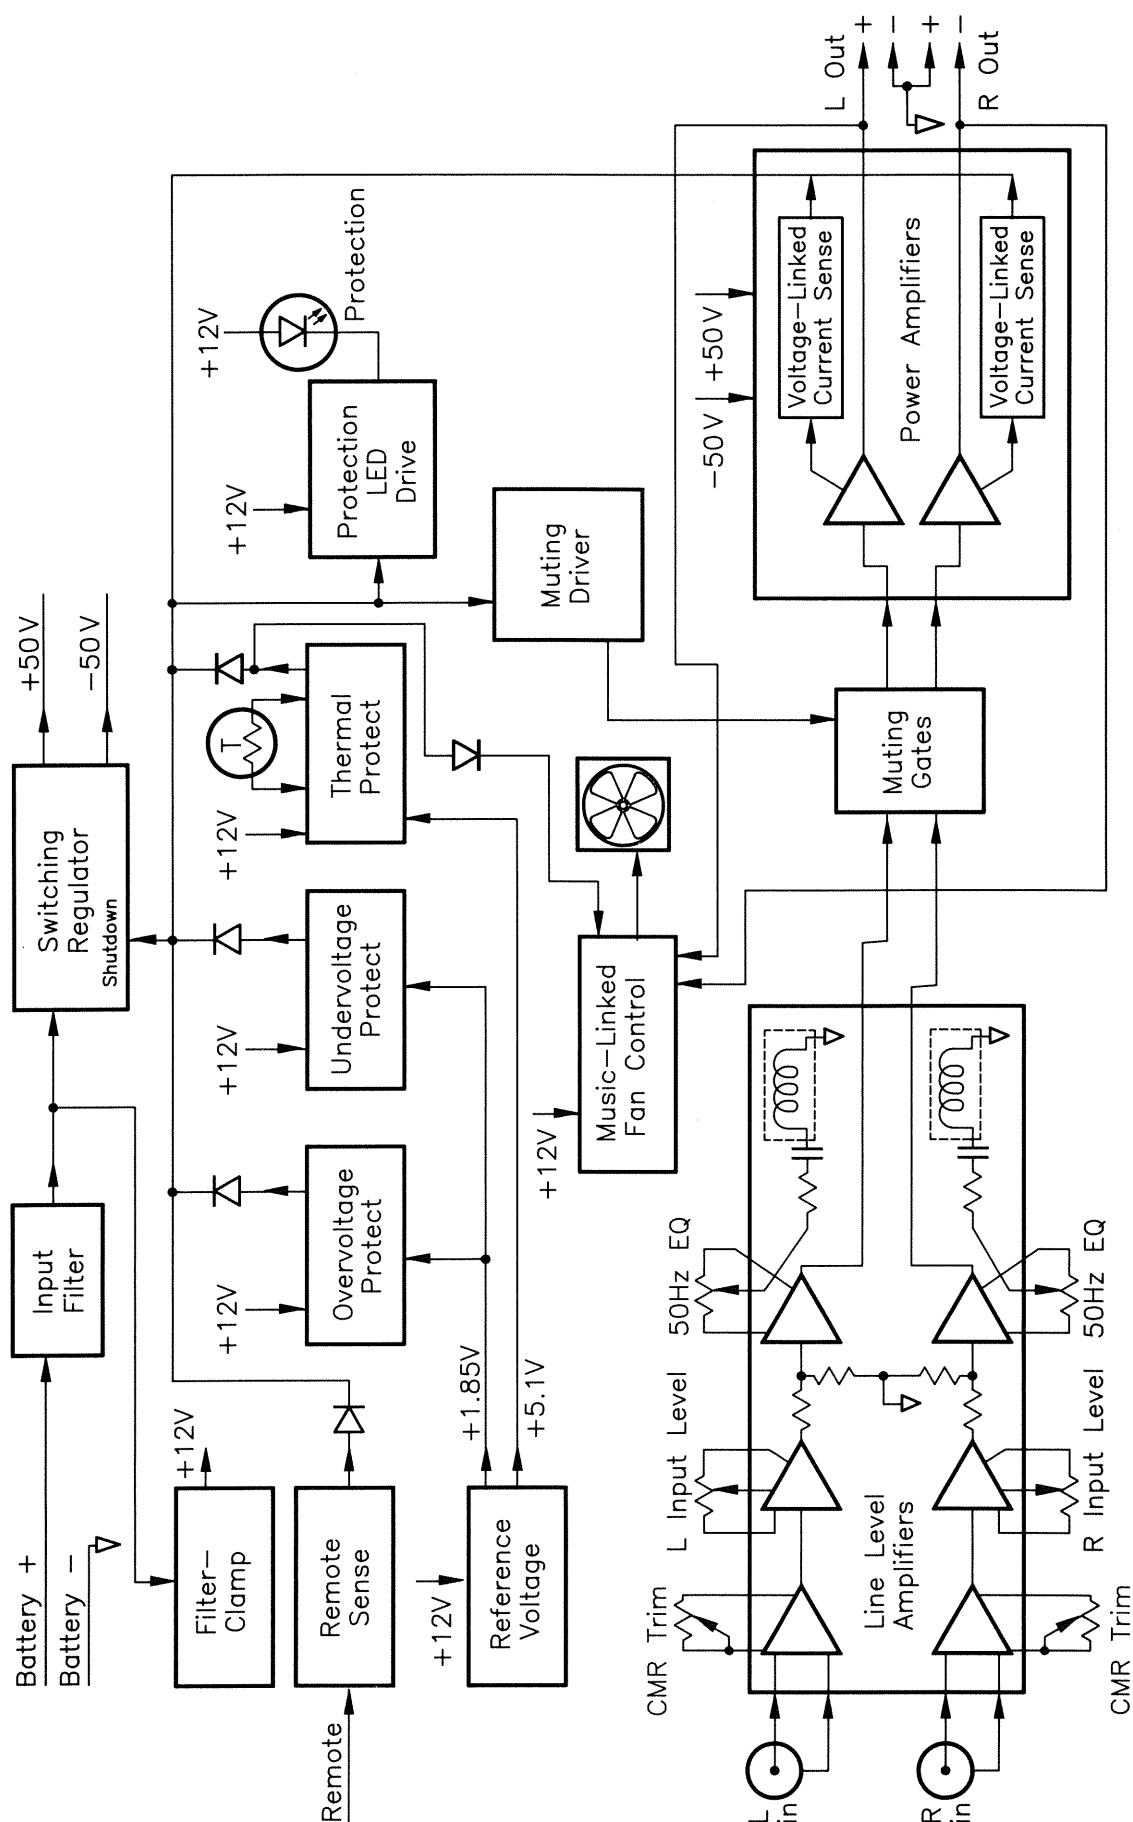 Battery +
Battery –
Input
Filter
Switching
Regulator
Shutdown
+50V
–50V
Filter–
Clamp
+12V
Remote
Remote
Sense
+12V
Overvoltage
Protect
+12V
Undervoltage
Protect
+12V
T
Thermal
Protect
+12V
Protection
LED
Drive
+12V
Protection
+12V
Reference
Voltage
+1.85V
+5.1V
Muting
Driver
+12V
Music–Linked
Fan Control
–50V
+50V
L Out
+
–
+
–
R Out
Voltage–Linked
Current Sense
Power Amplifiers
Voltage–Linked
Current Sense
Muting
Gates
CMR Trim
L Input Level
50Hz EQ
L
in
R
in
Line Level
Amplifiers
CMR Trim
R Input Level
50Hz EQ